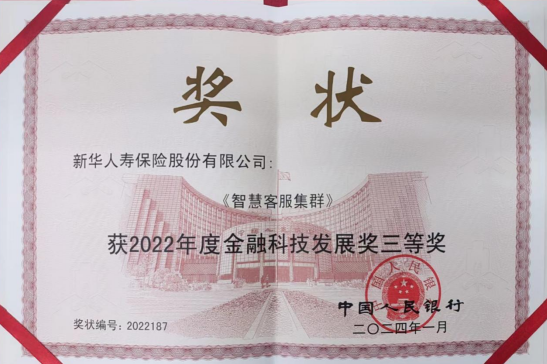 奖 状
新华人寿保险股份有限公司:
《智慧客服集群》
获2022年度金融科技发展奖三等奖
中国人民银行
二〇二四年一月
奖状编号:2022187